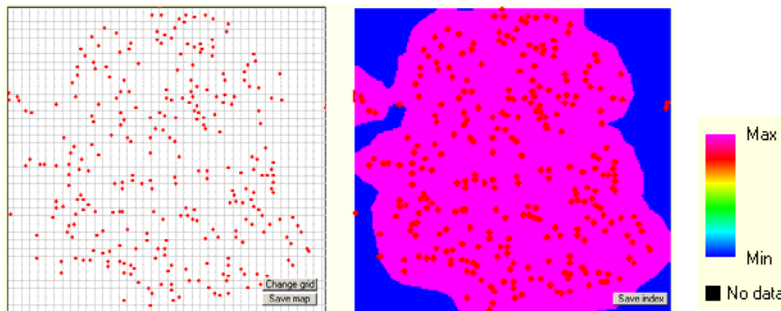 Change grid
Save map
Save index
Max
Min
No data